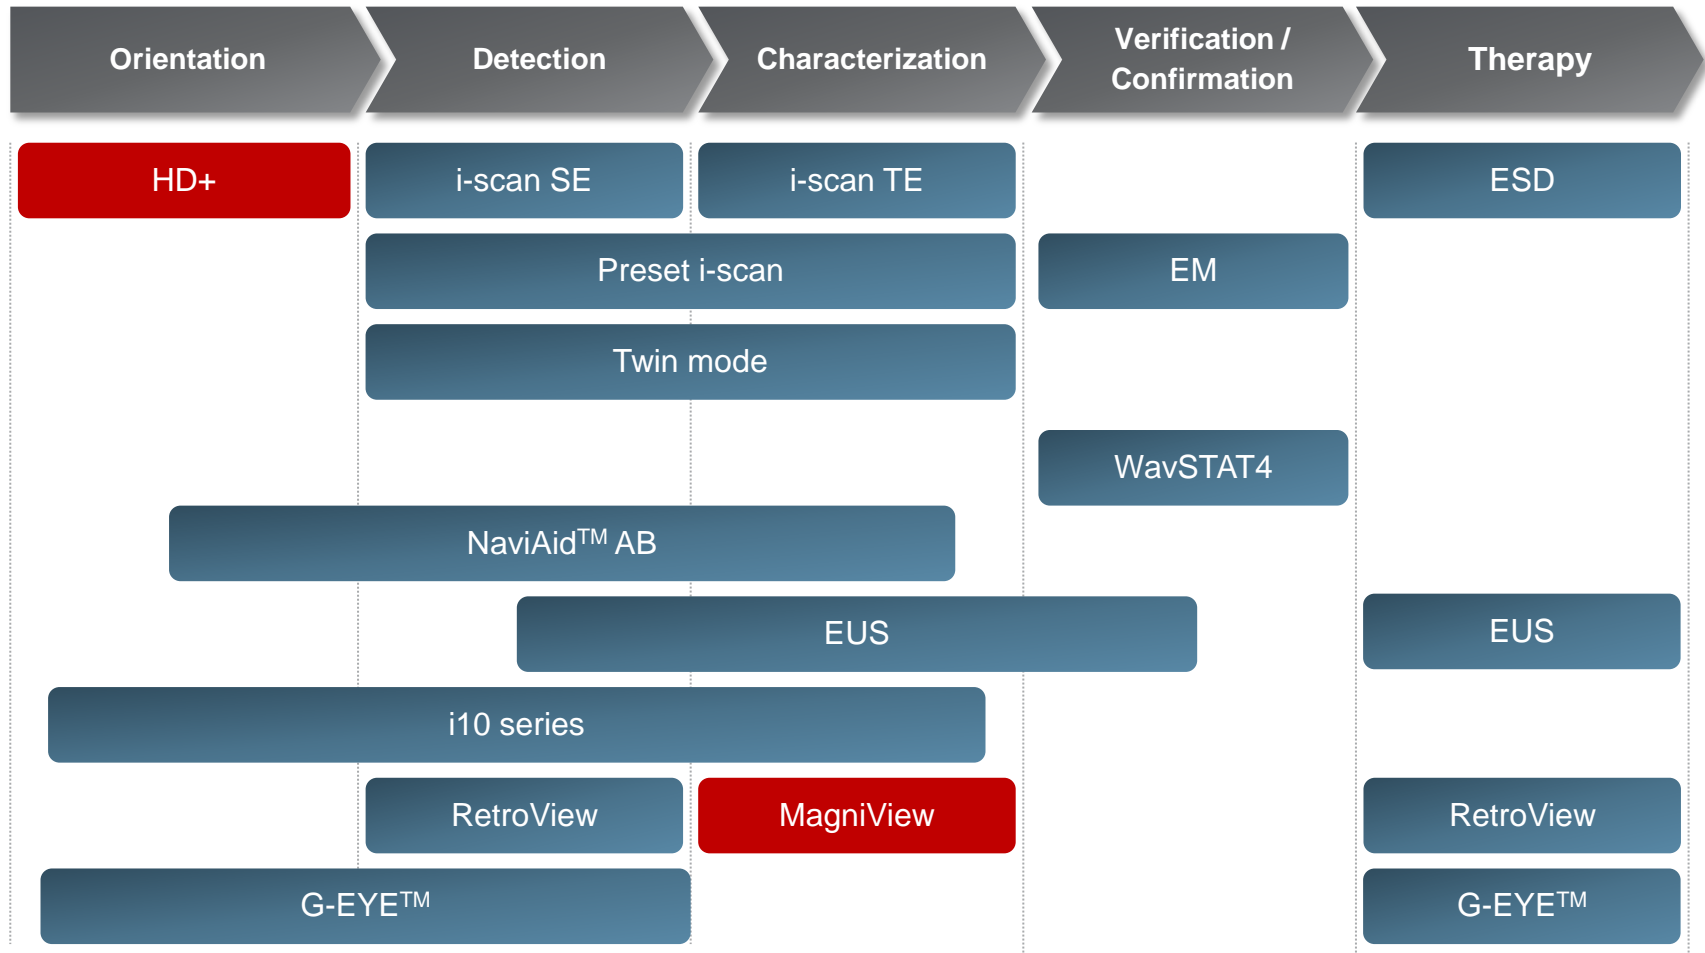 Orientation
Detection
Characterization
Verification /
Confirmation
Therapy
HD+
i-scan SE
i-scan TE
ESD
Preset i-scan
EM
Twin mode
WavSTAT4
NaviAid™ AB
EUS
EUS
i10 series
RetroView
MagniView
RetroView
G-EYE™
G-EYE™